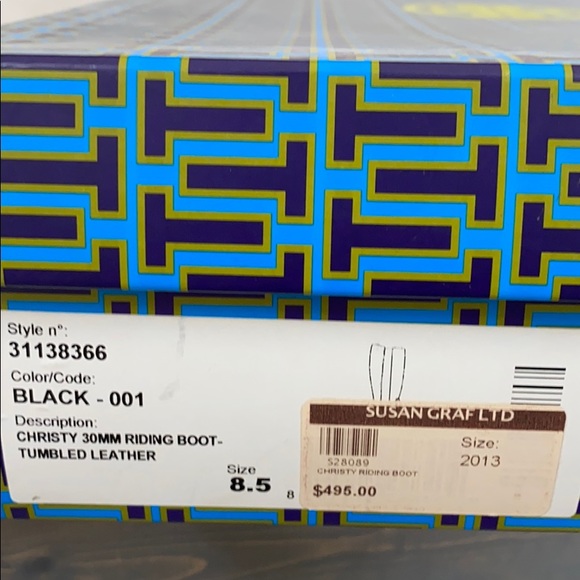 Style n°:
31138366
Color/Code:
BLACK - 001
Description:
CHRISTY 30MM RIDING BOOT-
TUMBLED LEATHER
Size
8.5
8
SUSAN GRAF LTD
S28089
CHRISTY RIDING BOOT
$495.00
Size:
2013